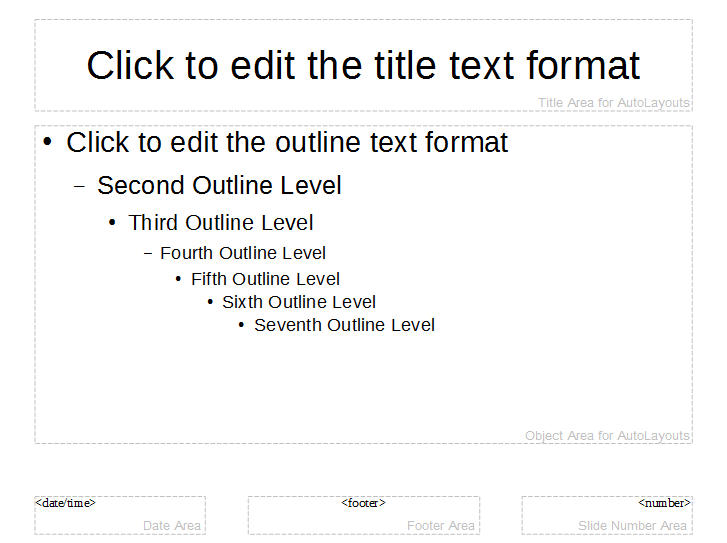 Click to edit the title text format
Title Area for AutoLayouts
• Click to edit the outline text format
– Second Outline Level
• Third Outline Level
– Fourth Outline Level
• Fifth Outline Level
• Sixth Outline Level
• Seventh Outline Level
Object Area for AutoLayouts
<date/time>
Date Area
<footer>
Footer Area
<number>
Slide Number Area